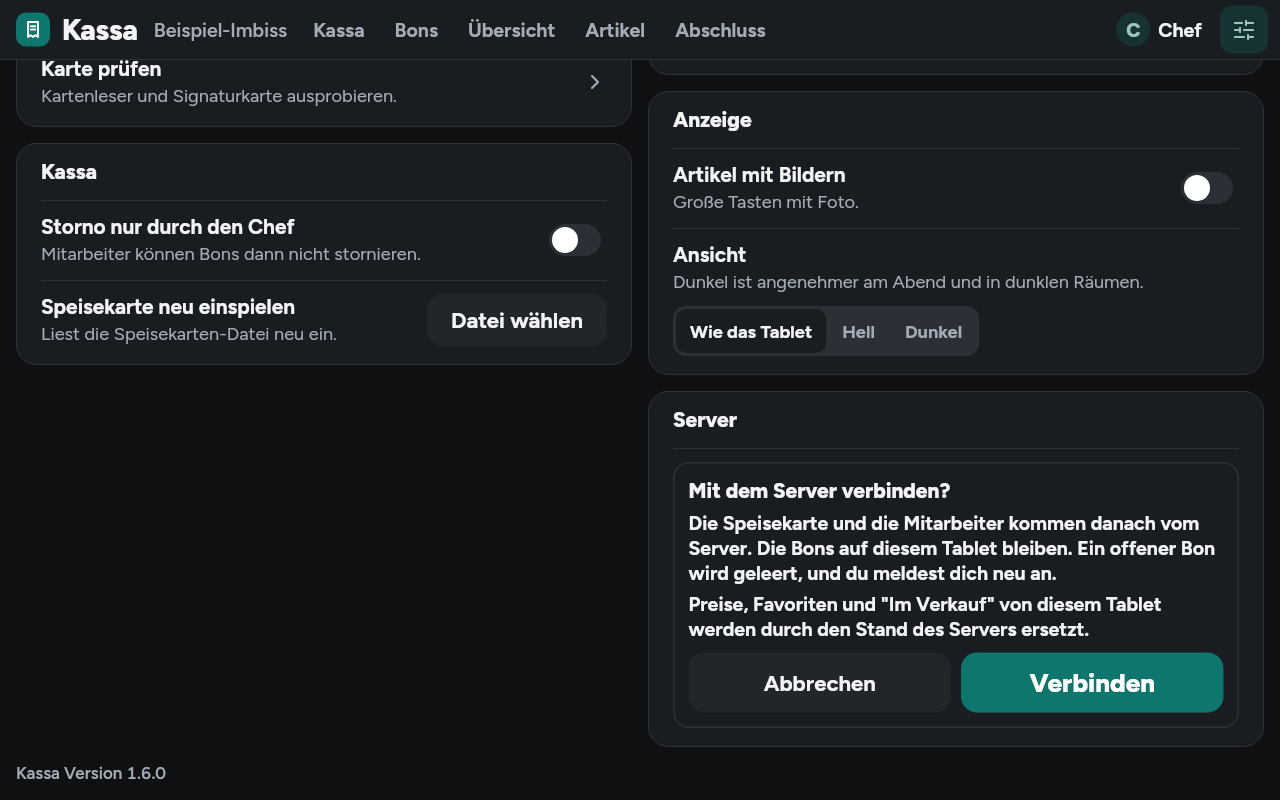 Kassa
Beispiel-Imbiss
Kassa
Bons
Übersicht
Artikel
Abschluss
C
Chef
Karte prüfen
Kartenleser und Signaturkarte ausprobieren.
Kassa
Storno nur durch den Chef
Mitarbeiter können Bons dann nicht stornieren.
Speisekarte neu einspielen
Liest die Speisekarten-Datei neu ein.
Datei wählen
Anzeige
Artikel mit Bildern
Große Tasten mit Foto.
Ansicht
Dunkel ist angenehmer am Abend und in dunklen Räumen.
Wie das Tablet
Hell
Dunkel
Server
Mit dem Server verbinden?
Die Speisekarte und die Mitarbeiter kommen danach vom
Server. Die Bons auf diesem Tablet bleiben. Ein offener Bon
wird geleert, und du meldest dich neu an.
Preise, Favoriten und "Im Verkauf" von diesem Tablet
werden durch den Stand des Servers ersetzt.
Abbrechen
Verbinden
Kassa Version 1.6.0